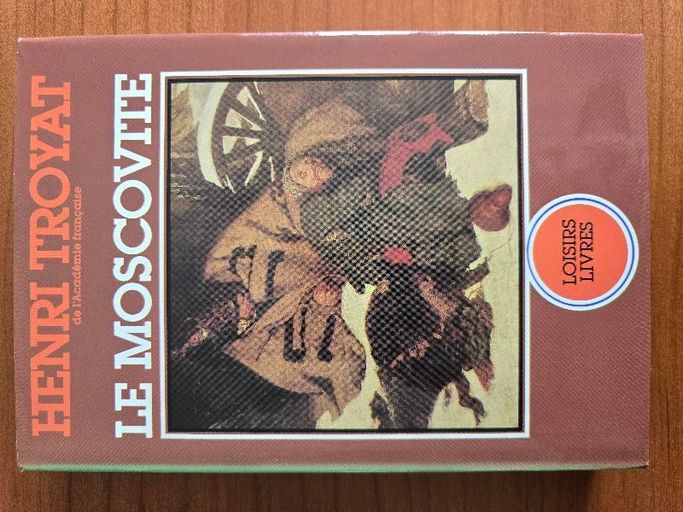 HENRI TROYAT
de l'Académie française
LE MOSCOVITE
LOISIRS
LIVRES